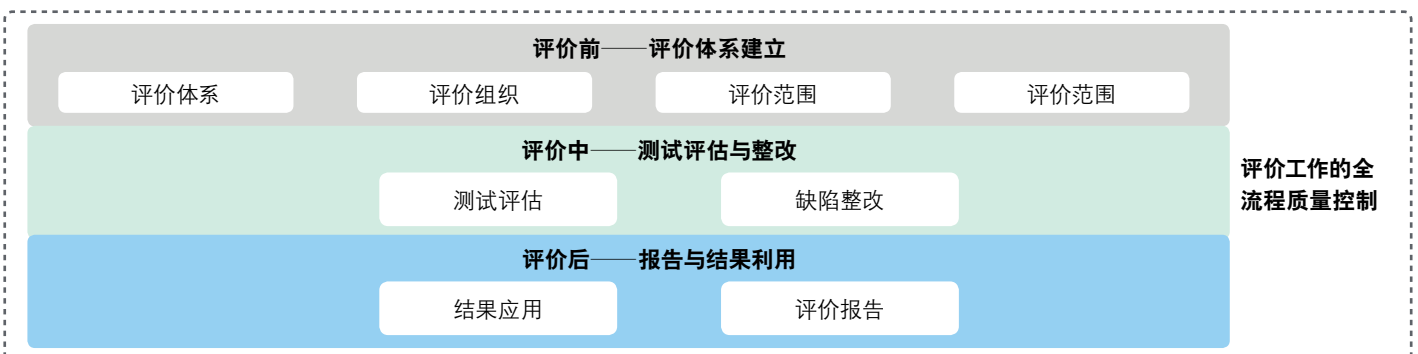 评价前——评价体系建立
评价体系
评价组织
评价范围
评价范围
评价中——测试评估与整改
测试评估
缺陷整改
评价后——报告与结果利用
结果应用
评价报告
评价工作的全
流程质量控制